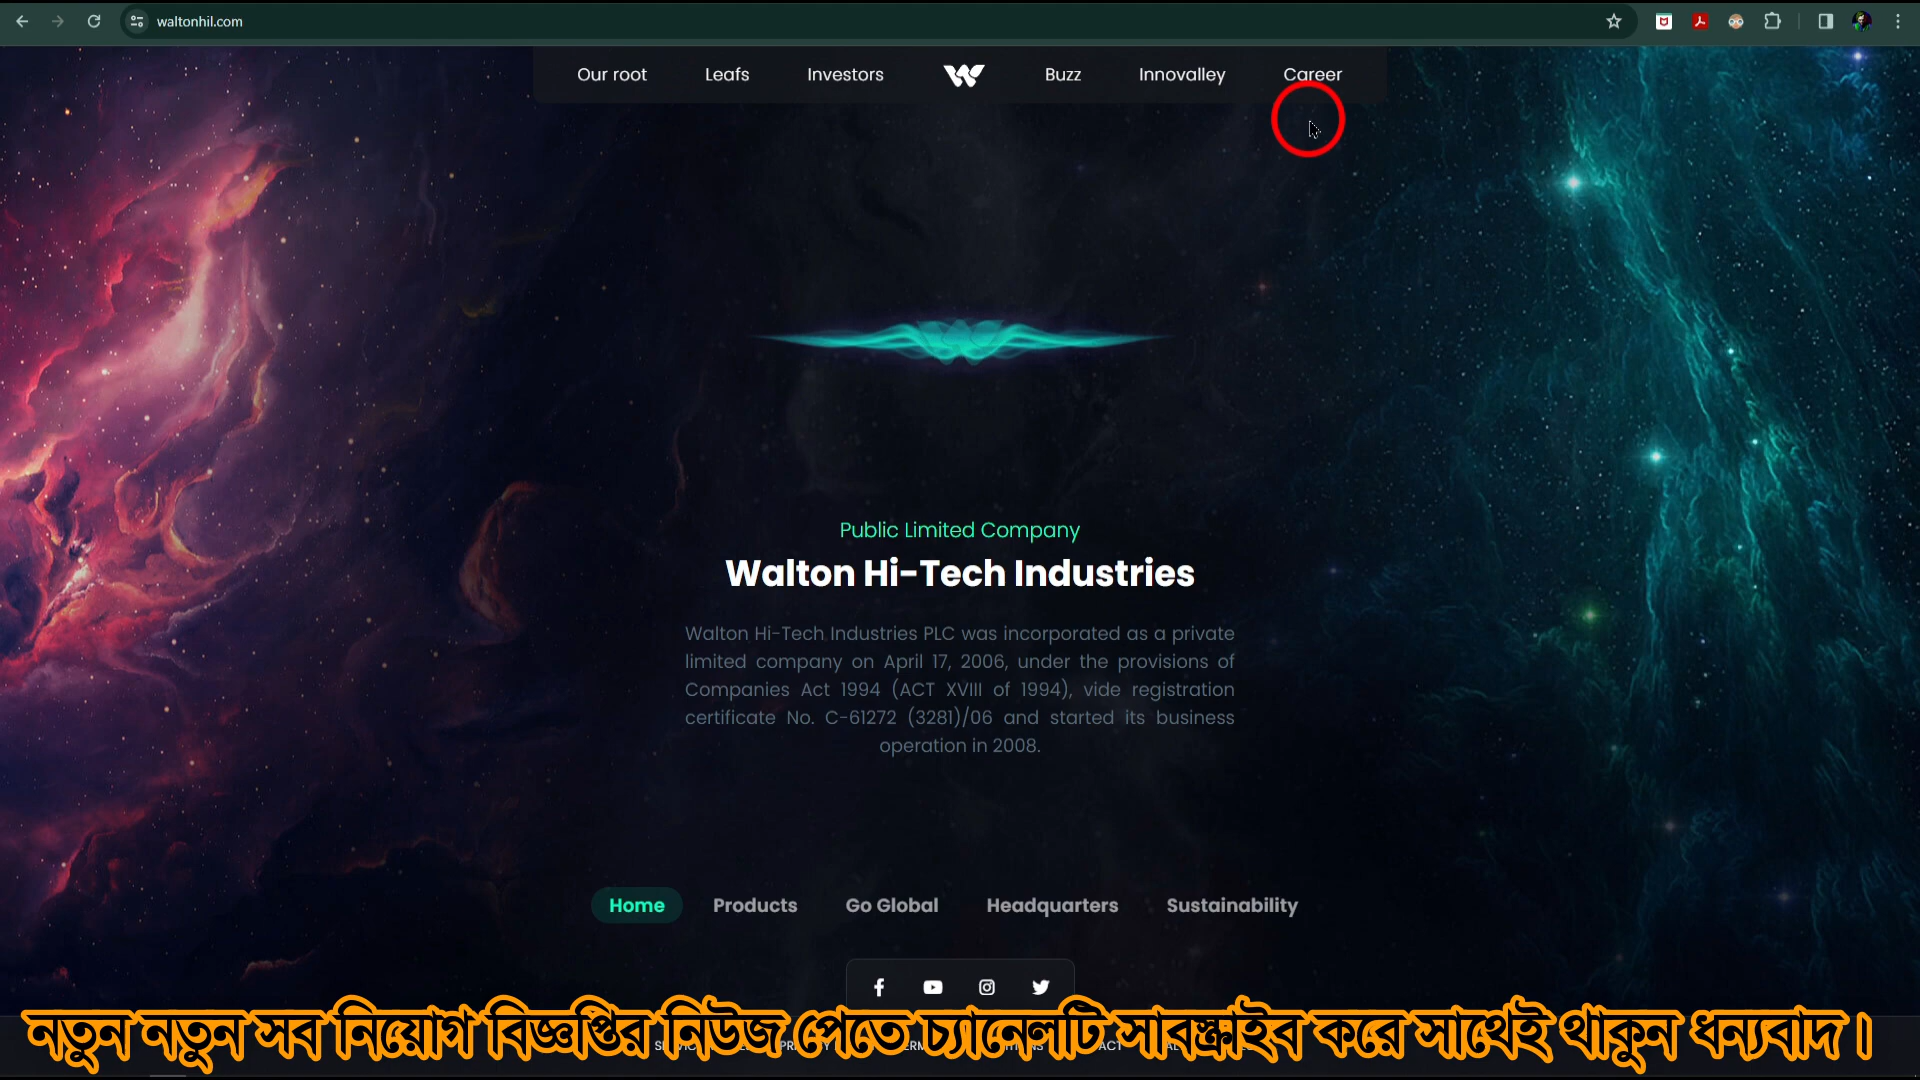 waltonhil.com
Our root Leafs Investors Buzz Innovalley Career
Public Limited Company
Walton Hi-Tech Industries
Walton Hi-Tech Industries PLC was incorporated as a private
limited company on April 17, 2006, under the provisions of
Companies Act 1994 (ACT XVIII of 1994), vide registration
certificate No. C-61272 (3281)/06 and started its business
operation in 2008.
Home Products Go Global Headquarters Sustainability
নতুন নতুন সব নিয়োগ বিজ্ঞপ্তির নিউজ পেতে চ্যানেলটি সাবস্ক্রাইব করে সাথেই থাকুন ধন্যবাদ।